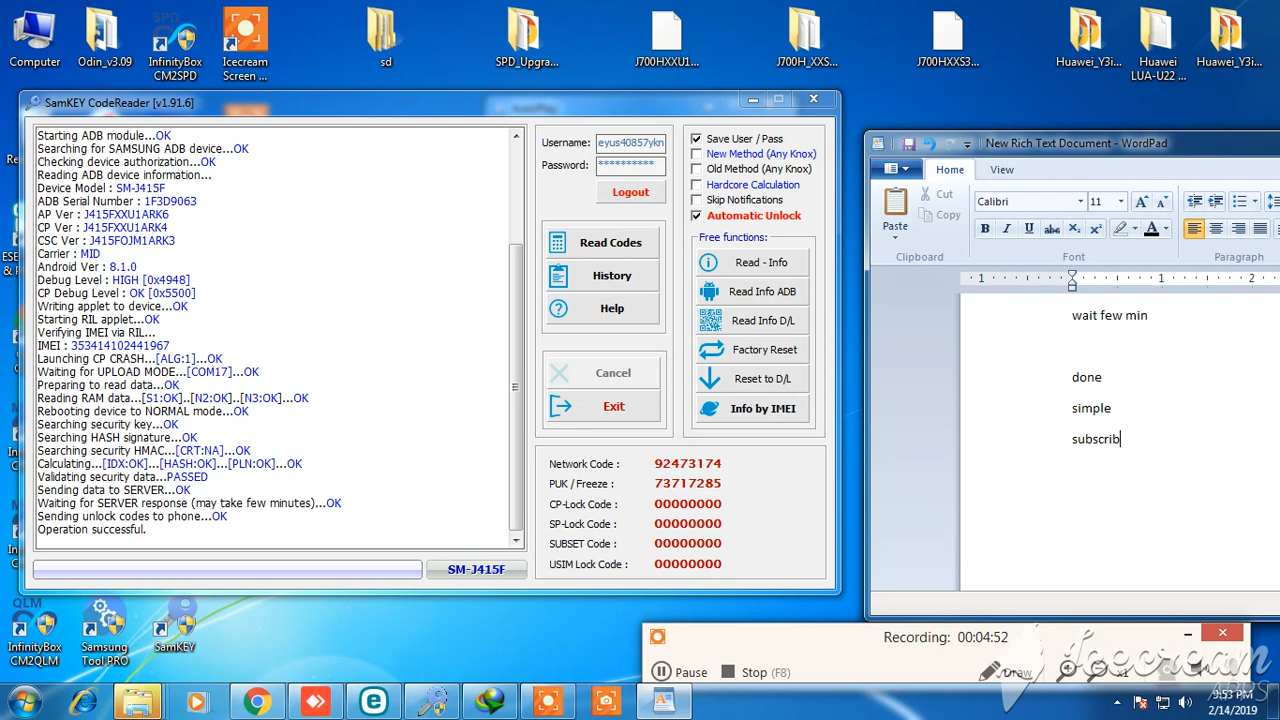 Computer
Odin_v3.09
SPD
InfinityBox
CM2SPD
Icecream
Screen ...
sd
SPD_Upgra...
J700HXXU1...
J700H_XXS...
J700HXXS3...
Huawei_Y3i...
Huawei
LUA-U22 ...
Huawei_Y3i...
SamKEY CodeReader [v1.91.6]
Starting ADB module...OK
Searching for SAMSUNG ADB device...OK
Checking device authorization...OK
Reading ADB device information...
Device Model : SM-J415F
ADB Serial Number : 1F3D9063
AP Ver : J415FXXU1ARK6
CP Ver : J415FXXU1ARK4
CSC Ver : J415FOJM1ARK3
Carrier : MID
Android Ver : 8.1.0
Debug Level : HIGH [0x4948]
CP Debug Level : OK [0x5500]
Writing applet to device...OK
Starting RIL applet...OK
Verifying IMEI via RIL...
IMEI : 353414102441967
Launching CP CRASH...[ALG:1]...OK
Waiting for UPLOAD MODE...[COM17]...OK
Preparing to read data...OK
Reading RAM data...[S1:OK]..[N2:OK]..[N3:OK]...OK
Rebooting device to NORMAL mode...OK
Searching security key...OK
Searching HASH signature...OK
Searching security HMAC...[CRT:NA]...OK
Calculating...[IDX:OK]...[HASH:OK]...[PLN:OK]...OK
Validating security data...PASSED
Sending data to SERVER...OK
Waiting for SERVER response (may take few minutes)...OK
Sending unlock codes to phone...OK
Operation successful.
SM-J415F
Username: eyus40857ykn
Password: **********
Logout
Read Codes
History
Help
Cancel
Exit
Save User / Pass
New Method (Any Knox)
Old Method (Any Knox)
Hardcore Calculation
Skip Notifications
Automatic Unlock
Free functions:
Read - Info
Read Info ADB
Read Info D/L
Factory Reset
Reset to D/L
Info by IMEI
Network Code : 92473174
PUK / Freeze : 73717285
CP-Lock Code : 00000000
SP-Lock Code : 00000000
SUBSET Code : 00000000
USIM Lock Code : 00000000
New Rich Text Document - WordPad
Home View
Paste
Cut
Copy
Clipboard
Calibri 11
Font
Paragraph
1 1 2
wait few min
done
simple
subscrib
QLM
InfinityBox
CM2QLM
Samsung
Tool PRO
SamKEY
Recording: 00:04:52
Pause
Stop (F8)
Draw
x1
Icecream
APPS
9:53 PM
2/14/2019